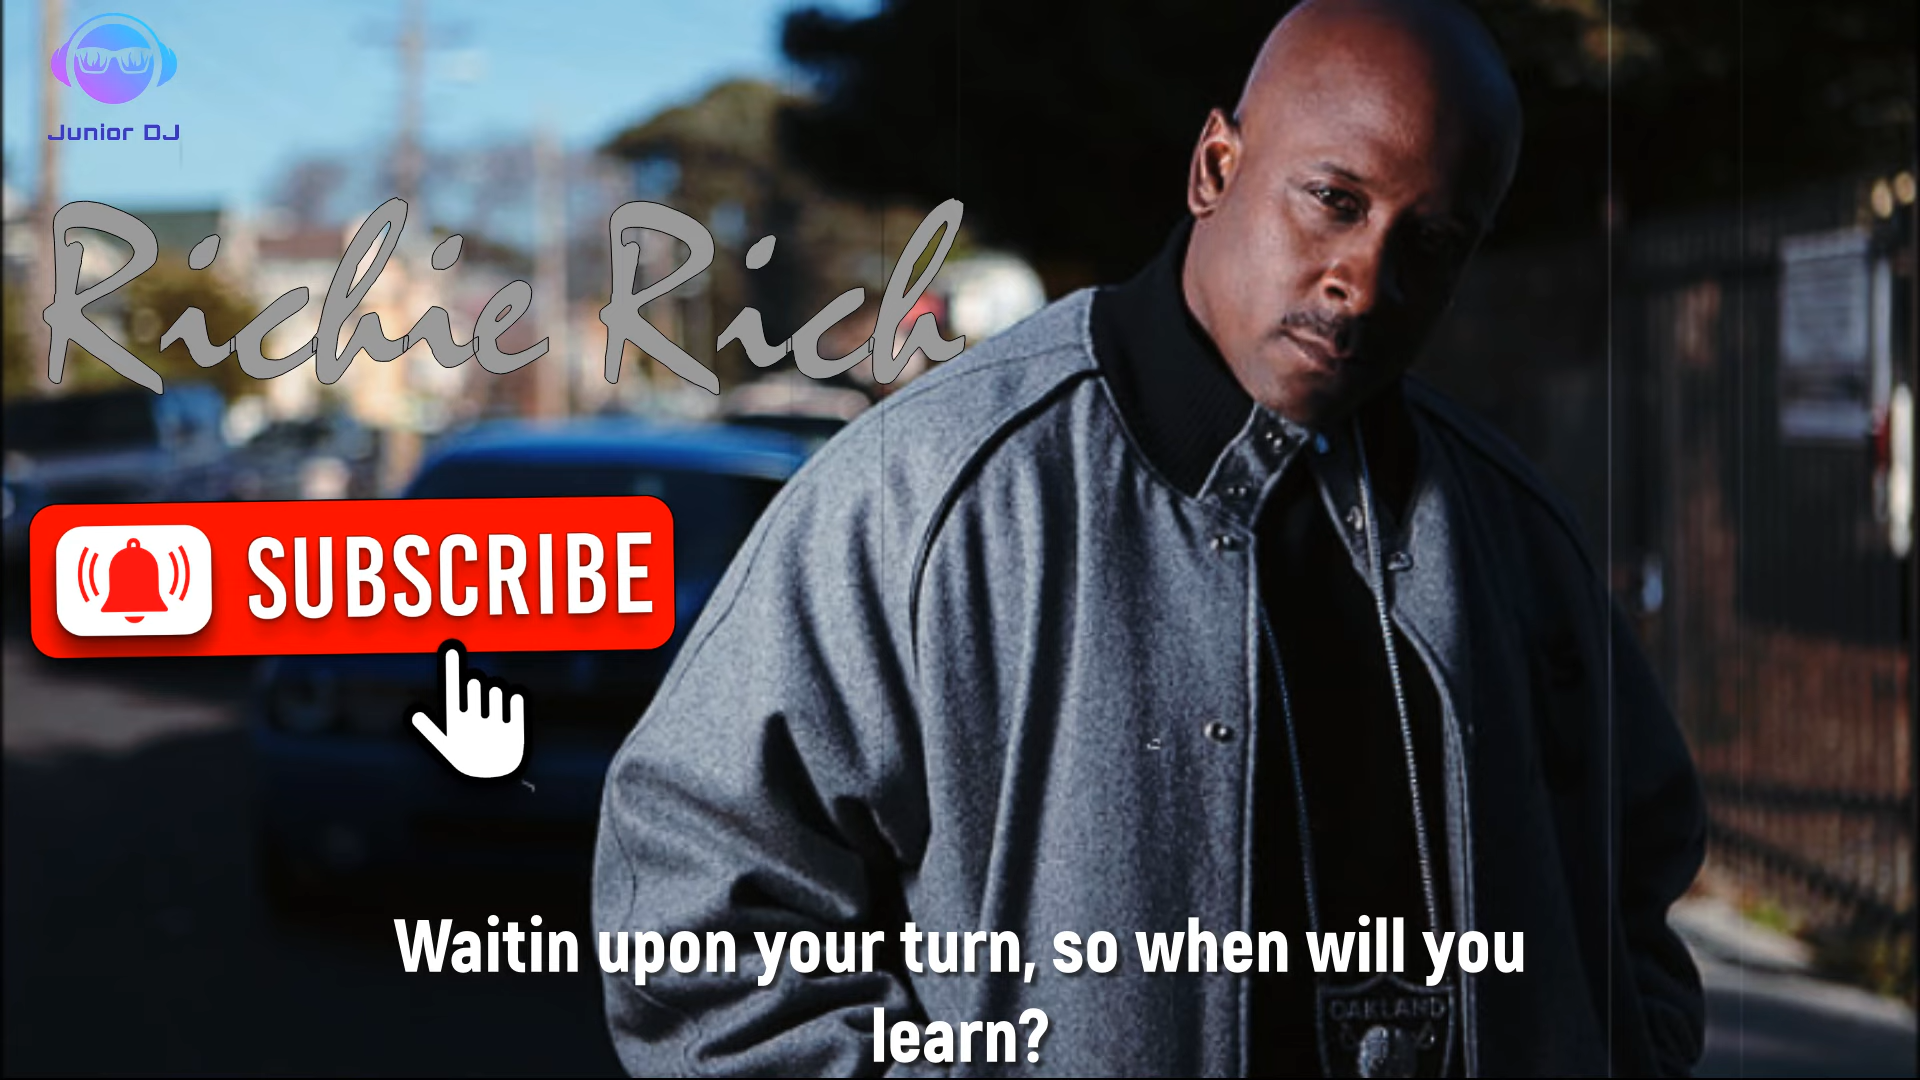 Junior DJ
Richie Rich
SUBSCRIBE
Waitin upon your turn, so when will you
learn?
OAKLAND